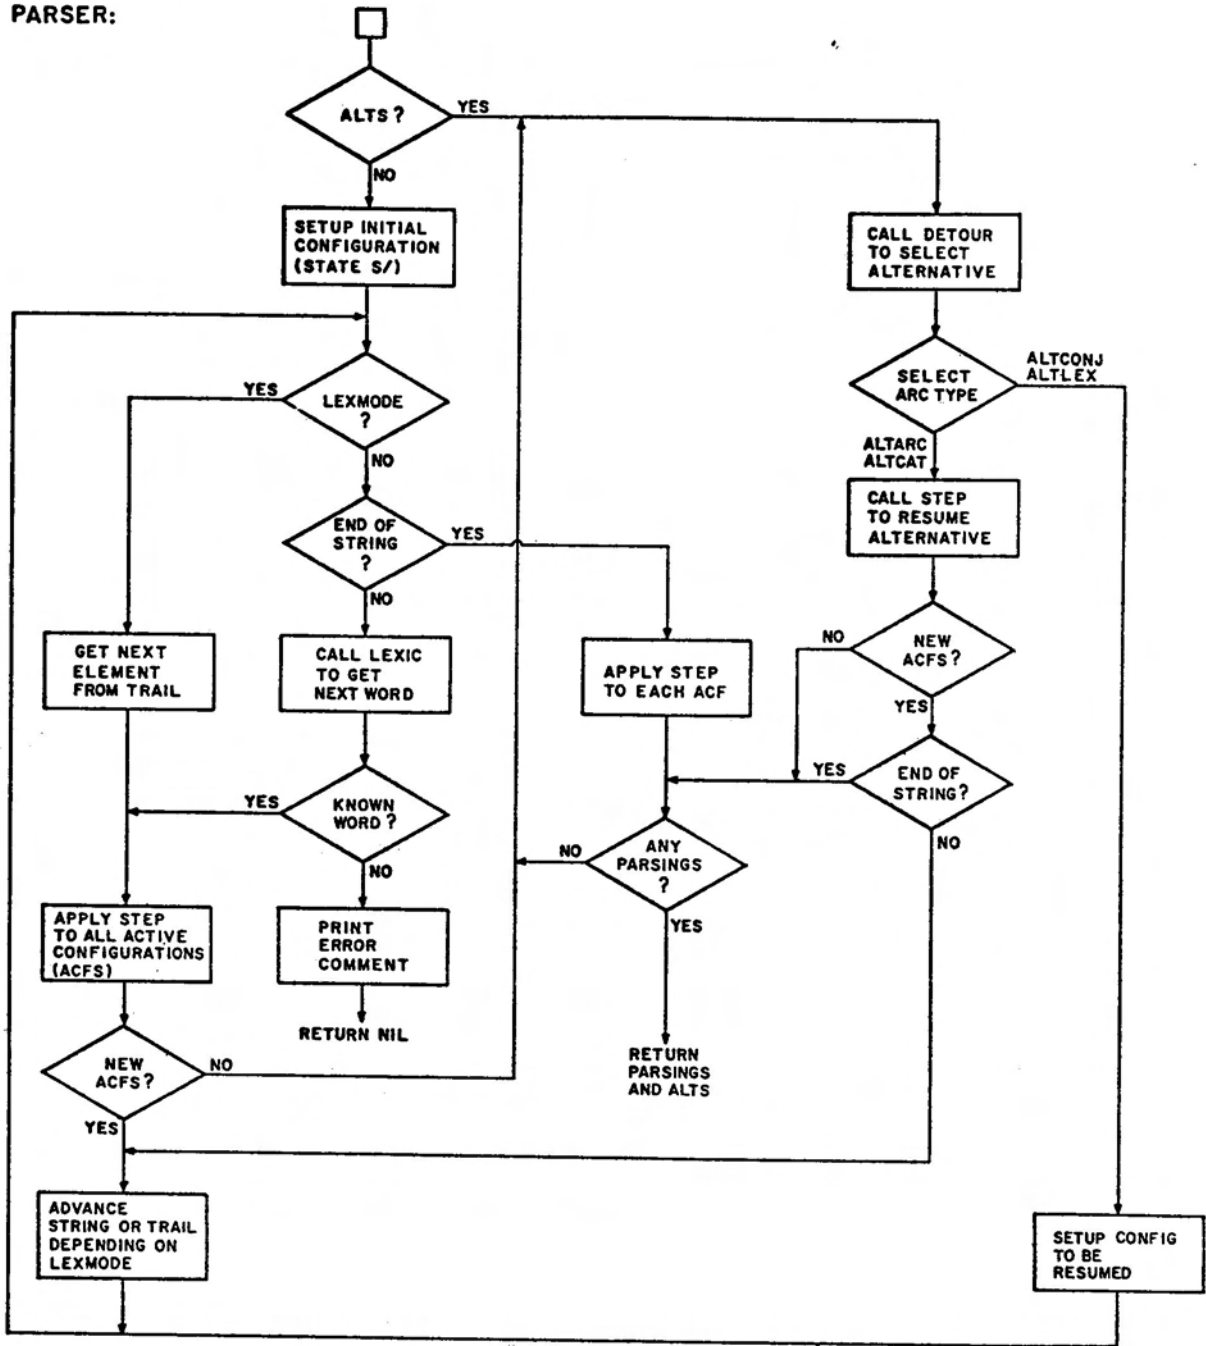 PARSER:
ALTS?
YES
NO
SETUP INITIAL
CONFIGURATION
(STATE S/)
CALL DETOUR
TO SELECT
ALTERNATIVE
SELECT
ARC TYPE
ALTCONJ
ALTLEX
YES
LEXMODE
?
NO
ALTARC
ALTCAT
CALL STEP
TO RESUME
ALTERNATIVE
END OF
STRING
?
YES
NO
GET NEXT
ELEMENT
FROM TRAIL
CALL LEXIC
TO GET
NEXT WORD
APPLY STEP
TO EACH ACF
NO
NEW
ACFS?
YES
YES
END OF
STRING?
NO
YES
KNOWN
WORD?
NO
NO
ANY
PARSINGS
?
YES
APPLY STEP
TO ALL ACTIVE
CONFIGURATIONS
(ACFS)
PRINT
ERROR
COMMENT
RETURN NIL
RETURN
PARSINGS
AND ALTS
NEW
ACFS?
NO
YES
ADVANCE
STRING OR TRAIL
DEPENDING ON
LEXMODE
SETUP CONFIG
TO BE
RESUMED